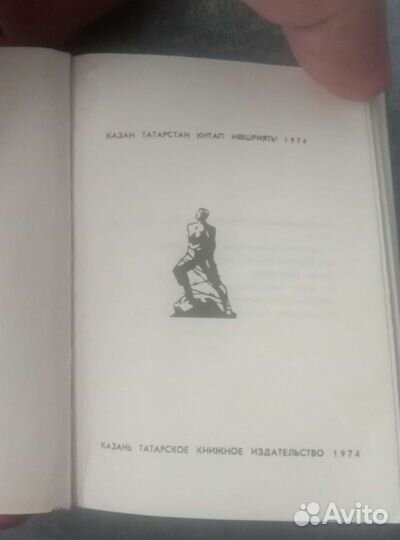 КАЗАН ТАТАРСТАН КИТАП НӘШРИЯТЫ 1974
КАЗАНЬ ТАТАРСКОЕ КНИЖНОЕ ИЗДАТЕЛЬСТВО 1974
Avito